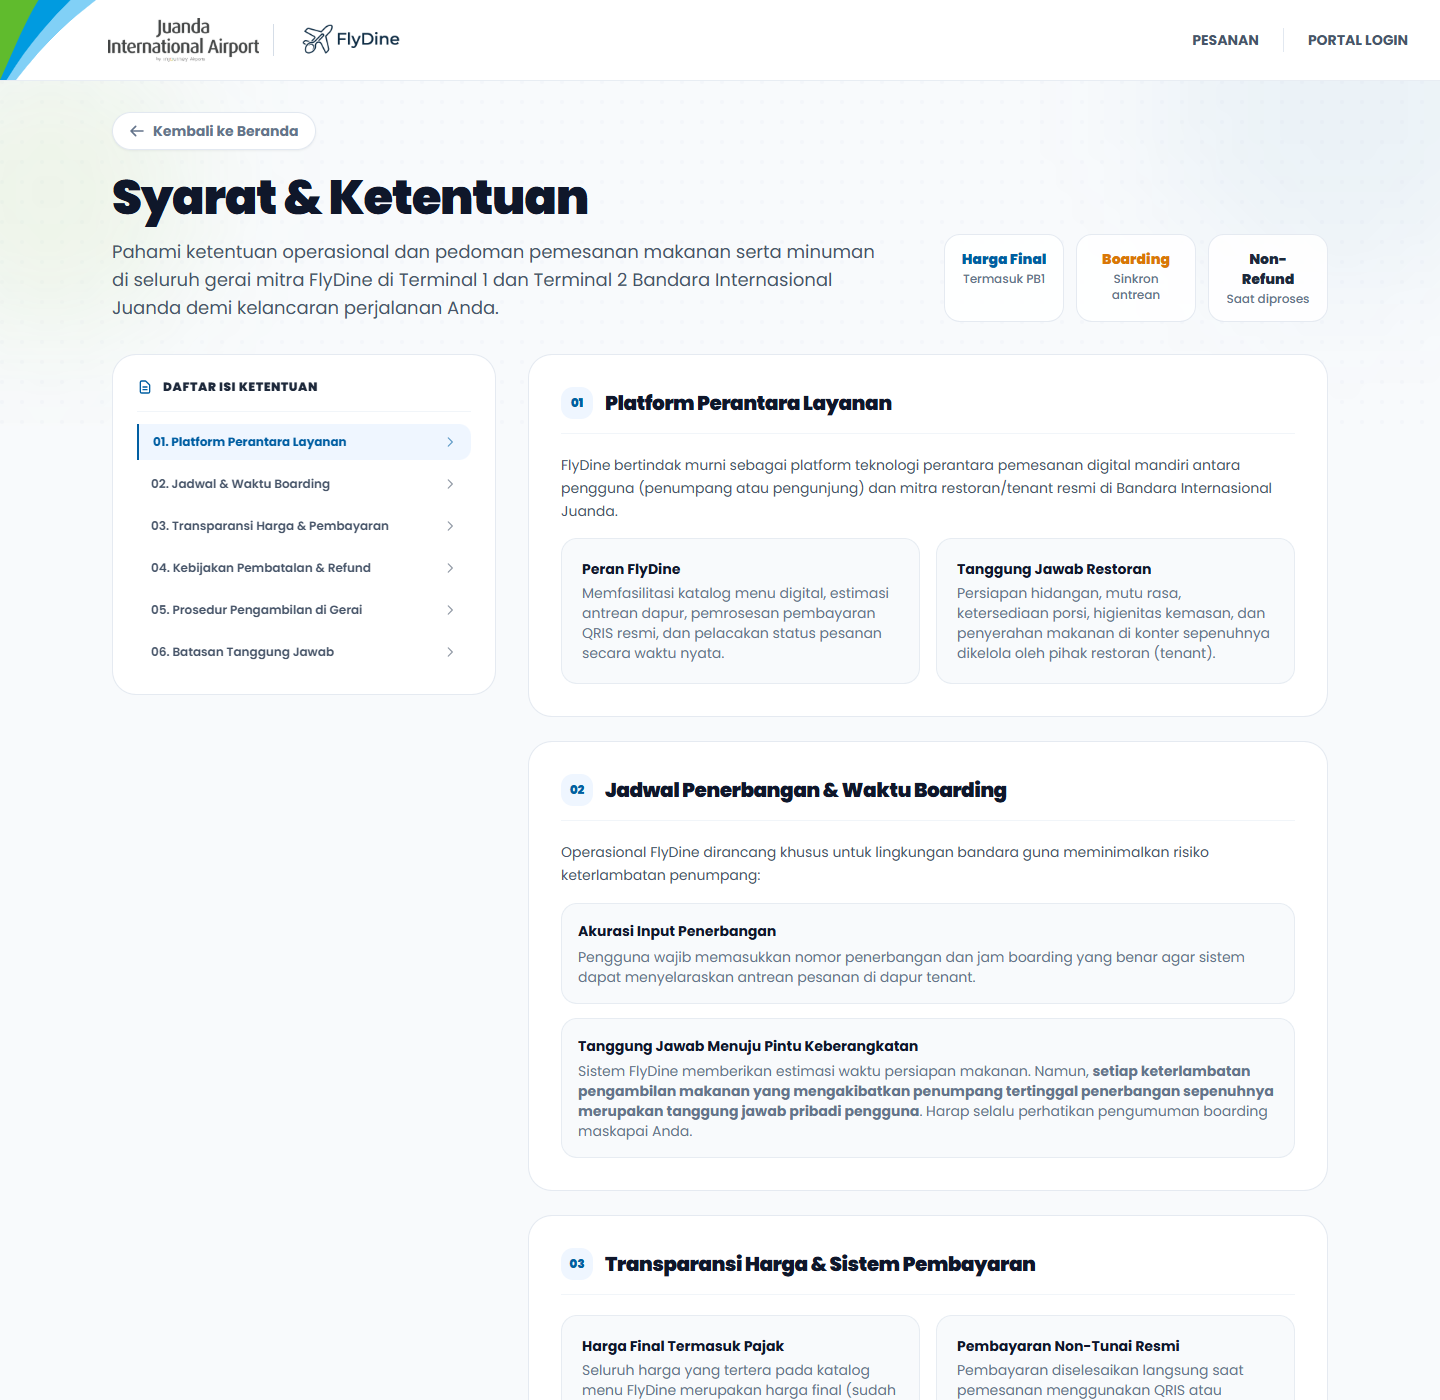 Juanda
International Airport
FlyDine
PESANAN
PORTAL LOGIN
Kembali ke Beranda
Syarat & Ketentuan
Pahami ketentuan operasional dan pedoman pemesanan makanan serta minuman
di seluruh gerai mitra FlyDine di Terminal 1 dan Terminal 2 Bandara Internasional
Juanda demi kelancaran perjalanan Anda.
Harga Final
Termasuk PB1
Boarding
Sinkron
antrean
Non-
Refund
Saat diproses
DAFTAR ISI KETENTUAN
01. Platform Perantara Layanan
02. Jadwal & Waktu Boarding
03. Transparansi Harga & Pembayaran
04. Kebijakan Pembatalan & Refund
05. Prosedur Pengambilan di Gerai
06. Batasan Tanggung Jawab
01
Platform Perantara Layanan
FlyDine bertindak murni sebagai platform teknologi perantara pemesanan digital mandiri antara
pengguna (penumpang atau pengunjung) dan mitra restoran/tenant resmi di Bandara Internasional
Juanda.
Peran FlyDine
Memfasilitasi katalog menu digital, estimasi
antrean dapur, pemrosesan pembayaran
QRIS resmi, dan pelacakan status pesanan
secara waktu nyata.
Tanggung Jawab Restoran
Persiapan hidangan, mutu rasa,
ketersediaan porsi, higienitas kemasan, dan
penyerahan makanan di konter sepenuhnya
dikelola oleh pihak restoran (tenant).
02
Jadwal Penerbangan & Waktu Boarding
Operasional FlyDine dirancang khusus untuk lingkungan bandara guna meminimalkan risiko
keterlambatan penumpang:
Akurasi Input Penerbangan
Pengguna wajib memasukkan nomor penerbangan dan jam boarding yang benar agar sistem
dapat menyelaraskan antrean pesanan di dapur tenant.
Tanggung Jawab Menuju Pintu Keberangkatan
Sistem FlyDine memberikan estimasi waktu persiapan makanan. Namun, setiap keterlambatan
pengambilan makanan yang mengakibatkan penumpang tertinggal penerbangan sepenuhnya
merupakan tanggung jawab pribadi pengguna. Harap selalu perhatikan pengumuman boarding
maskapai Anda.
03
Transparansi Harga & Sistem Pembayaran
Harga Final Termasuk Pajak
Seluruh harga yang tertera pada katalog
menu FlyDine merupakan harga final (sudah
Pembayaran Non-Tunai Resmi
Pembayaran diselesaikan langsung saat
pemesanan menggunakan QRIS atau